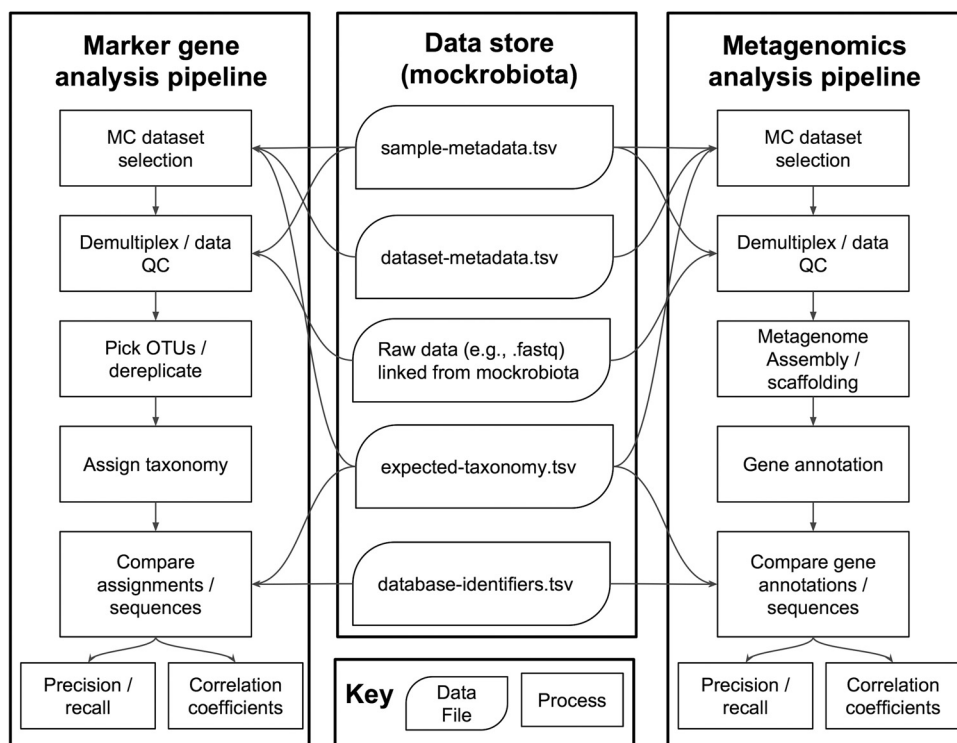 Marker gene
analysis pipeline
MC dataset
selection
Demultiplex / data
QC
Pick OTUs /
dereplicate
Assign taxonomy
Compare
assignments /
sequences
Precision /
recall
Correlation
coefficients
Data store
(mockrobiota)
sample-metadata.tsv
dataset-metadata.tsv
Raw data (e.g., .fastq)
linked from mockrobiota
expected-taxonomy.tsv
database-identifiers.tsv
Key
Data
File
Process
Metagenomics
analysis pipeline
MC dataset
selection
Demultiplex / data
QC
Metagenome
Assembly /
scaffolding
Gene annotation
Compare gene
annotations /
sequences
Precision /
recall
Correlation
coefficients